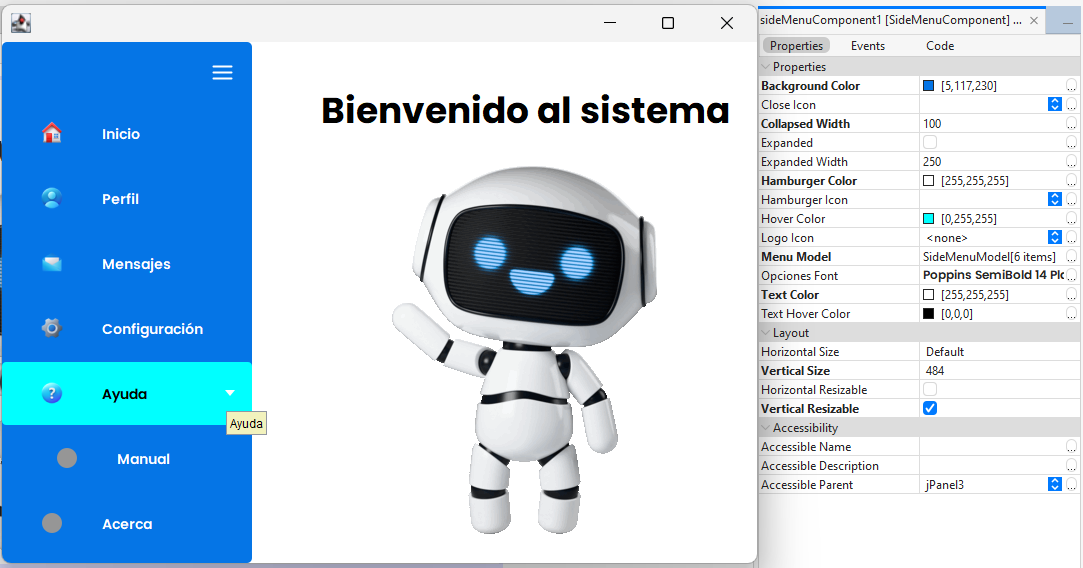 Bienvenido al sistema
Inicio
Perfil
Mensajes
Configuración
Ayuda
Ayuda
Manual
Acerca
sideMenuComponent1 [SideMenuComponent] ...
Properties Events Code
Properties
Background Color [5,117,230] ...
Close Icon ...
Collapsed Width 100 ...
Expanded ...
Expanded Width 250 ...
Hamburger Color [255,255,255] ...
Hamburger Icon ...
Hover Color [0,255,255] ...
Logo Icon <none> ...
Menu Model SideMenuModel[6 items] ...
Opciones Font Poppins SemiBold 14 Pla ...
Text Color [255,255,255] ...
Text Hover Color [0,0,0] ...
Layout
Horizontal Size Default
Vertical Size 484
Horizontal Resizable
Vertical Resizable
Accessibility
Accessible Name ...
Accessible Description ...
Accessible Parent jPanel3 ...